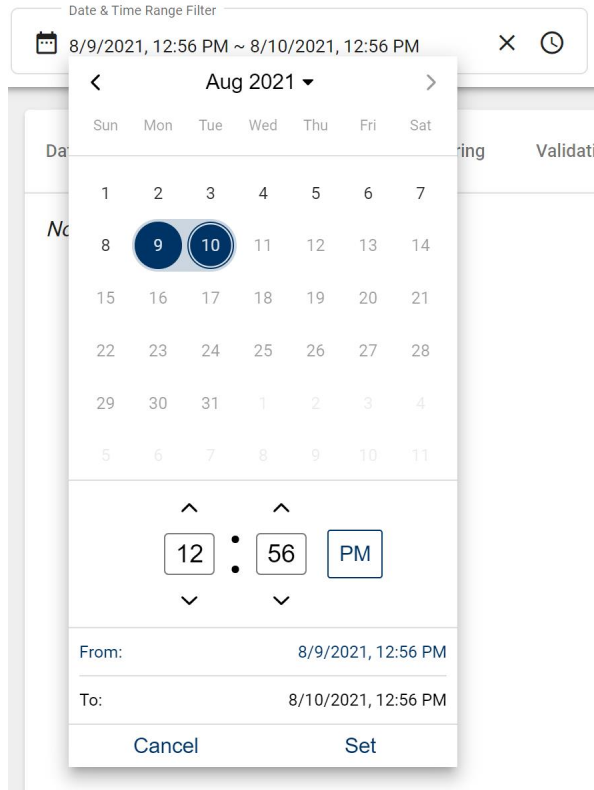 Date & Time Range Filter
8/9/2021, 12:56 PM ~ 8/10/2021, 12:56 PM
Aug 2021
Sun Mon Tue Wed Thu Fri Sat
1 2 3 4 5 6 7
8 9 10 11 12 13 14
15 16 17 18 19 20 21
22 23 24 25 26 27 28
29 30 31 1 2 3 4
5 6 7 8 9 10 11
12 : 56 PM
From: 8/9/2021, 12:56 PM
To: 8/10/2021, 12:56 PM
Cancel Set